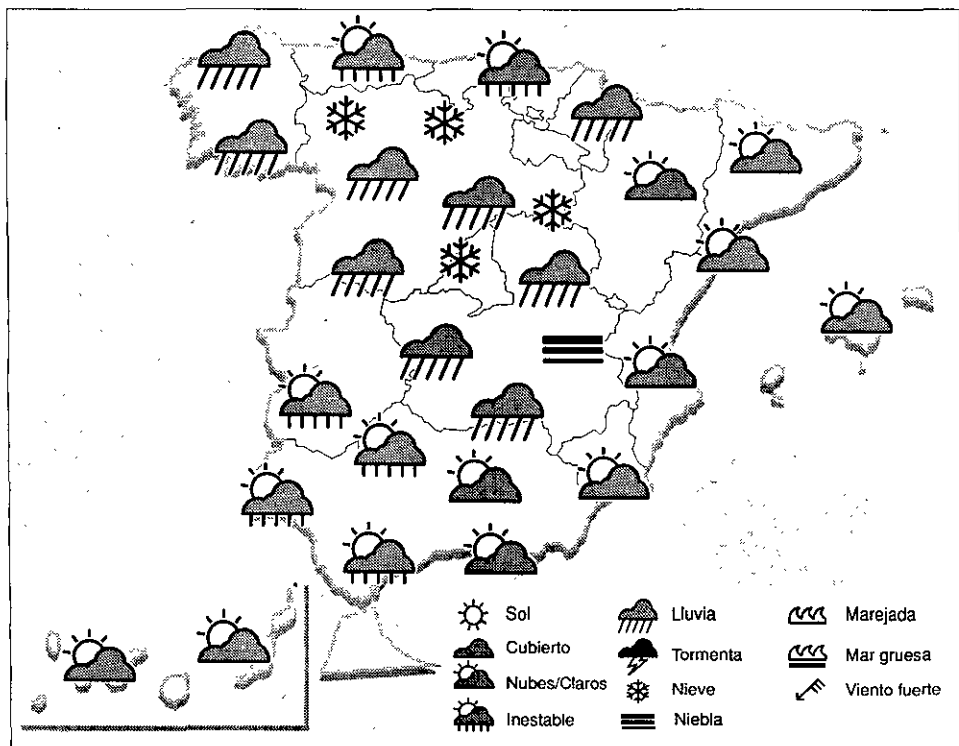 Sol
Cubierto
Nubes/Claros
Inestable
Lluvia
Tormenta
Nieve
Niebla
Marejada
Mar gruesa
Viento fuerte